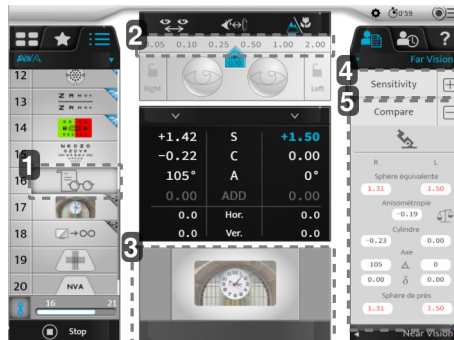 0:59
AVVA
12
13
Z R H V F
14
15
N K C Z O
16
17
18
→∞
19
20
NVA
16 21
Stop
1
2
0.05 0.10 0.25 0.50 1.00 2.00
Right
Left
+1.42 S +1.50
−0.22 C 0.00
105° A 0°
0.00 ADD 0.00
0.0 Hor. 0.0
0.0 Ver. 0.0
3
?
Far Vision
4
Sensitivity
5
Compare
R L
Sphère équivalente
1.31 1.50
Anisométropie
−0.19
Cylindre
−0.23 0.00
Axe
105 0
0.00 δ 0.00
Sphère de près
1.31 1.50
Near Vision